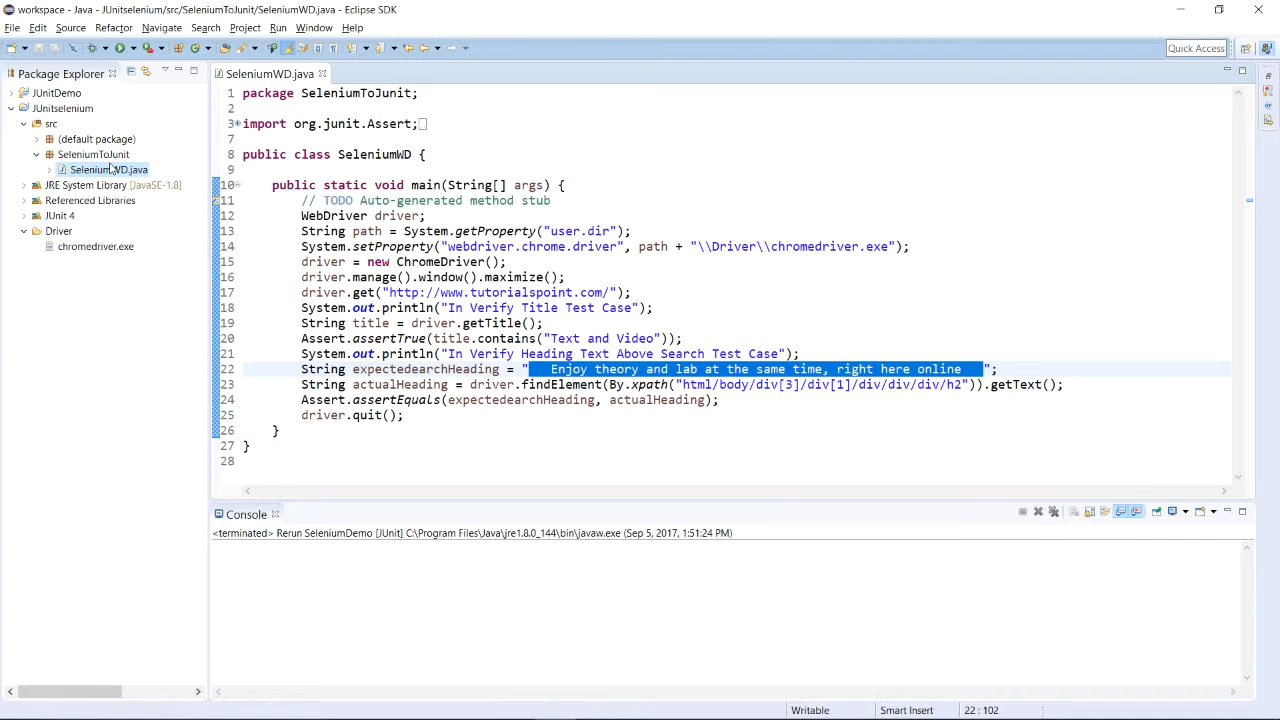 workspace - Java - JUnitselenium/src/SeleniumToJunit/SeleniumWD.java - Eclipse SDK
File Edit Source Refactor Navigate Search Project Run Window Help
Quick Access
Package Explorer
JUnitDemo
JUnitselenium
src
(default package)
SeleniumToJunit
SeleniumWD.java
JRE System Library [JavaSE-1.8]
Referenced Libraries
JUnit 4
Driver
chromedriver.exe
SeleniumWD.java
1 package SeleniumToJunit;
2
3 import org.junit.Assert;
7
8 public class SeleniumWD {
9
10 public static void main(String[] args) {
11 // TODO Auto-generated method stub
12 WebDriver driver;
13 String path = System.getProperty("user.dir");
14 System.setProperty("webdriver.chrome.driver", path + "\\Driver\\chromedriver.exe");
15 driver = new ChromeDriver();
16 driver.manage().window().maximize();
17 driver.get("http://www.tutorialspoint.com/");
18 System.out.println("In Verify Title Test Case");
19 String title = driver.getTitle();
20 Assert.assertTrue(title.contains("Text and Video"));
21 System.out.println("In Verify Heading Text Above Search Test Case");
22 String expectedearchHeading = "   Enjoy theory and lab at the same time, right here online   ";
23 String actualHeading = driver.findElement(By.xpath("html/body/div[3]/div[1]/div/div/div/h2")).getText();
24 Assert.assertEquals(expectedearchHeading, actualHeading);
25 driver.quit();
26 }
27 }
28
Console
<terminated> Rerun SeleniumDemo [JUnit] C:\Program Files\Java\jre1.8.0_144\bin\javaw.exe (Sep 5, 2017, 1:51:24 PM)
Writable Smart Insert 22 : 102